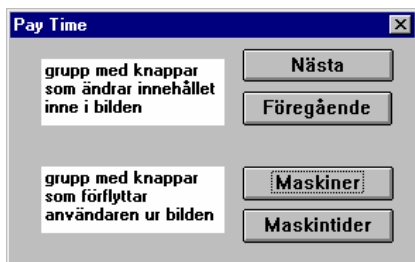 Pay Time
grupp med knappar
som ändrar innehållet
inne i bilden
Nästa
Föregående
grupp med knappar
som förflyttar
användaren ur bilden
Maskiner
Maskintider